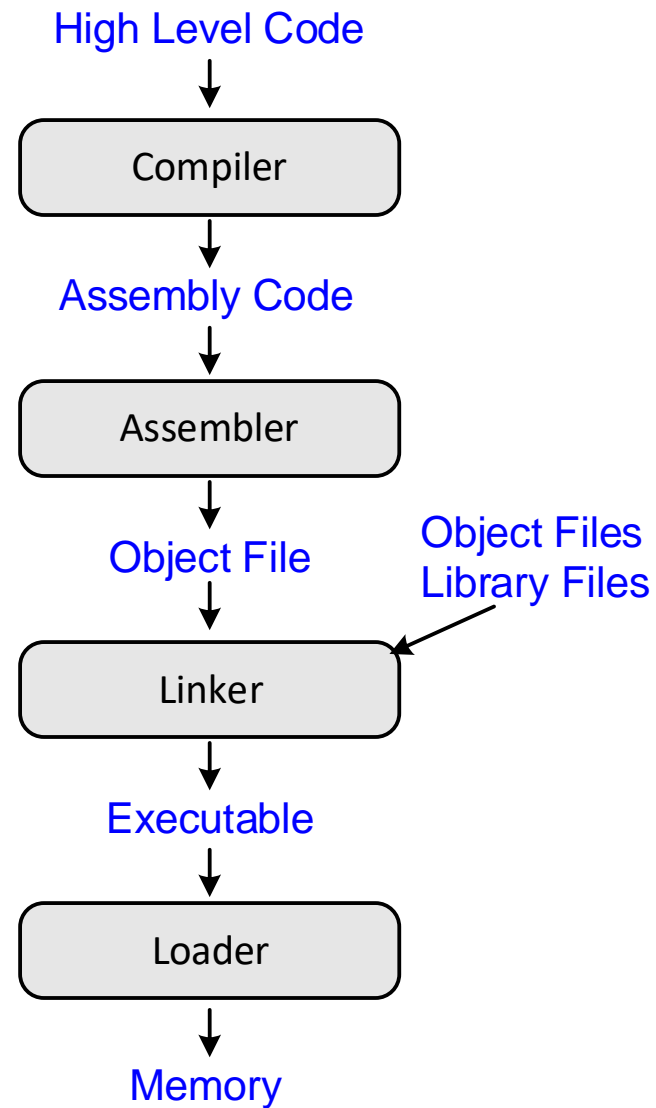 High Level Code
Compiler
Assembly Code
Assembler
Object File
Object Files
Library Files
Linker
Executable
Loader
Memory